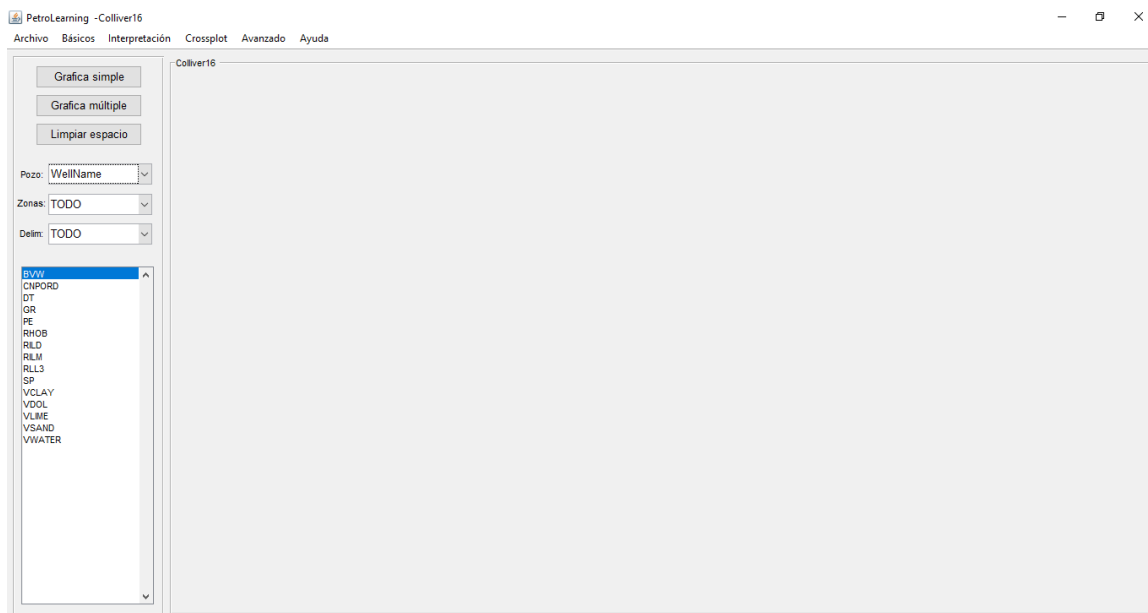 PetroLearning -Colliver16
Archivo Básicos Interpretación Crossplot Avanzado Ayuda
Colliver16
Grafica simple
Grafica múltiple
Limpiar espacio
Pozo: WellName
Zonas: TODO
Delim: TODO
BVW
CNPORD
DT
GR
PE
RHOB
RILD
RILM
RLL3
SP
VCLAY
VDOL
VLIME
VSAND
VWATER